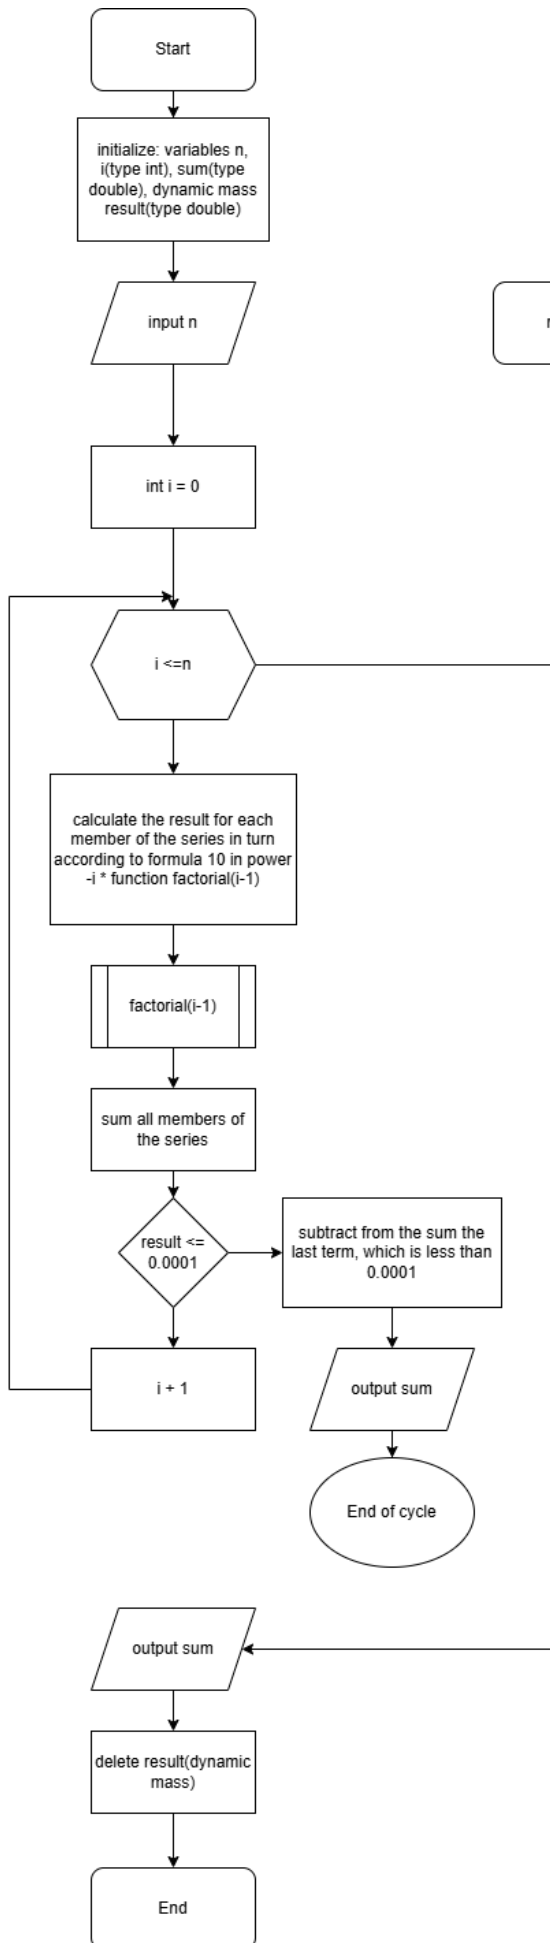 Start
initialize: variables n,
i(type int), sum(type
double), dynamic mass
result(type double)
input n
int i = 0
i <=n
calculate the result for each
member of the series in turn
according to formula 10 in power
-i * function factorial(i-1)
factorial(i-1)
sum all members of
the series
result <=
0.0001
subtract from the sum the
last term, which is less than
0.0001
i + 1
output sum
End of cycle
output sum
delete result(dynamic
mass)
End